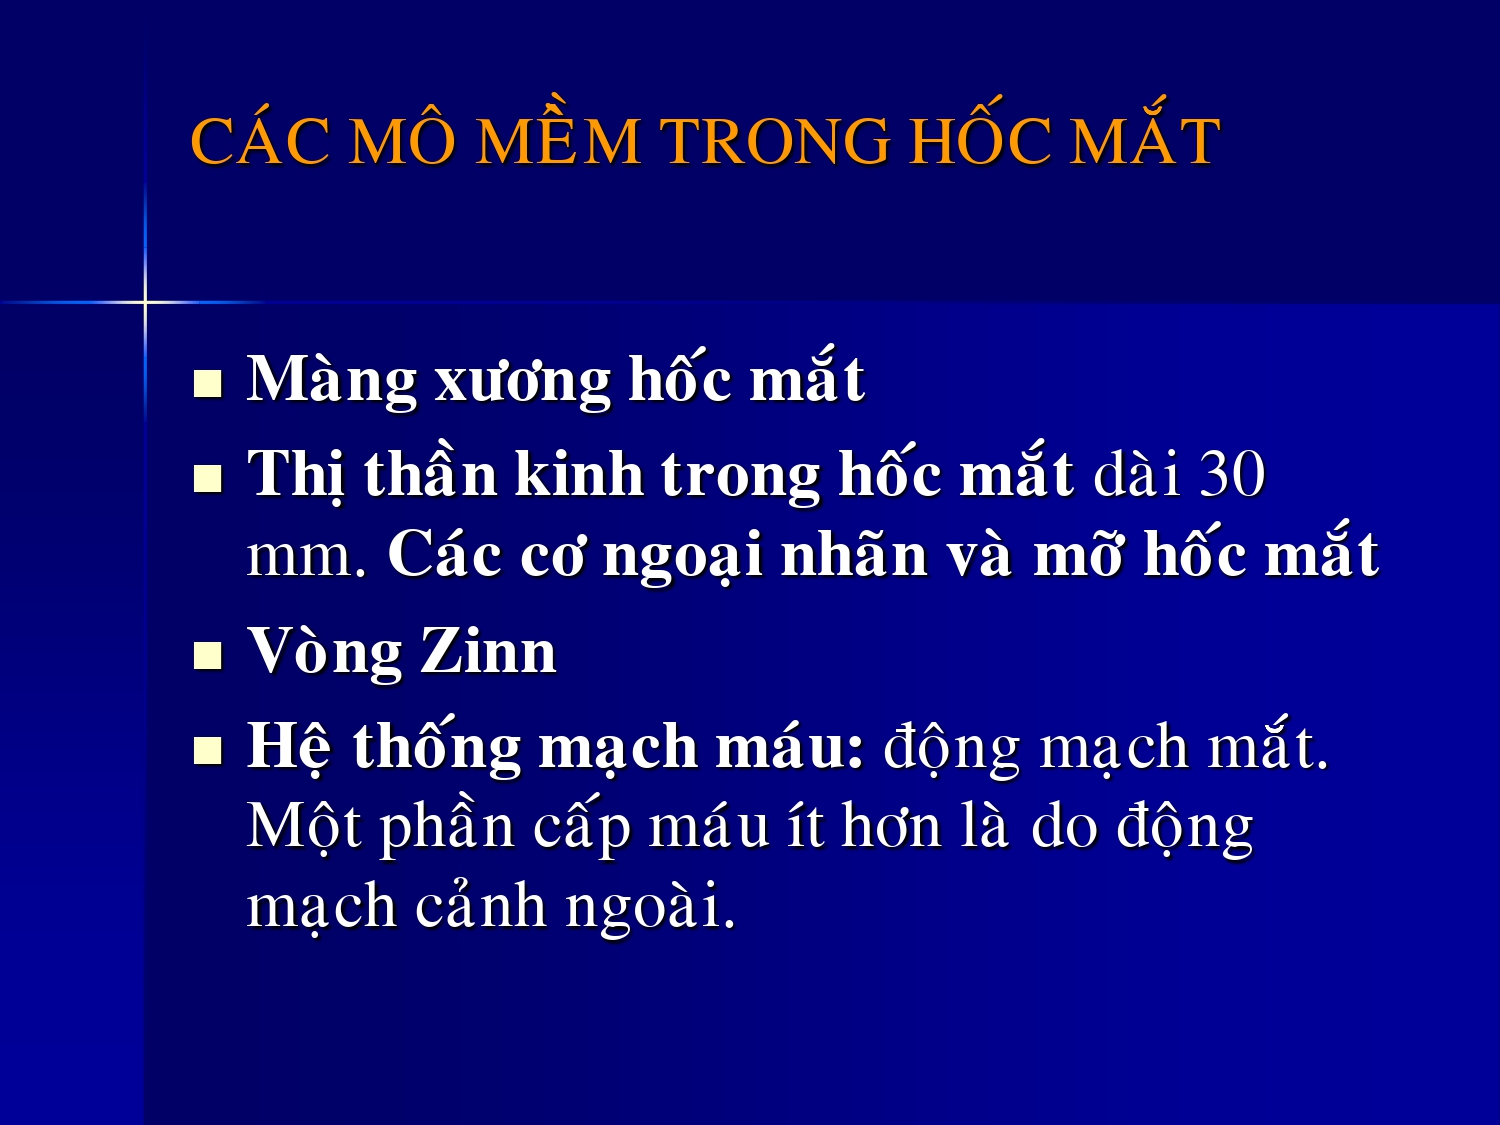 CÁC MÔ MỀM TRONG HỐC MẮT
Màng xương hốc mắt
Thị thần kinh trong hốc mắt dài 30
mm. Các cơ ngoại nhãn và mỡ hốc mắt
Vòng Zinn
Hệ thống mạch máu: động mạch mắt.
Một phần cấp máu ít hơn là do động
mạch cảnh ngoài.